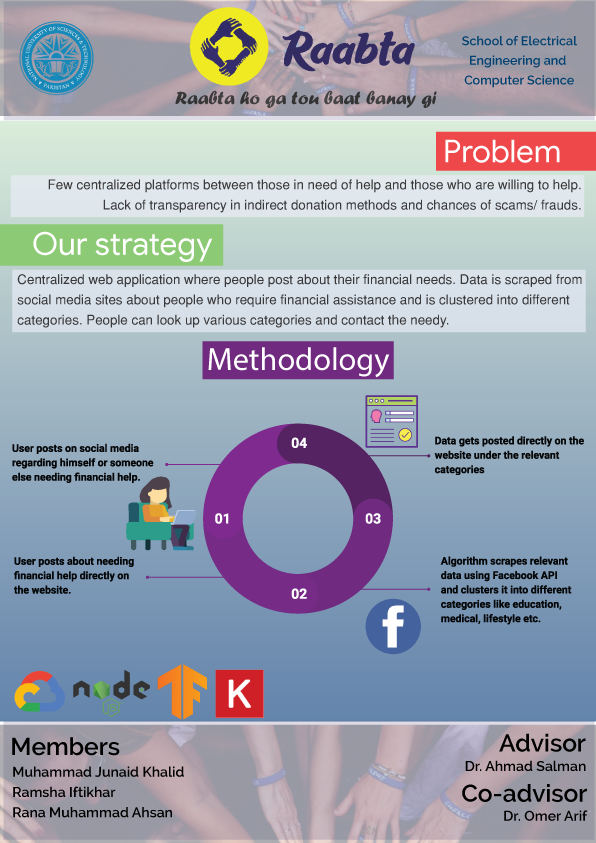 NATIONAL UNIVERSITY OF SCIENCES & TECHNOLOGY
PAKISTAN
Raabta
Raabta ho ga tou baat banay gi
School of Electrical
Engineering and
Computer Science
Problem
Few centralized platforms between those in need of help and those who are willing to help.
Lack of transparency in indirect donation methods and chances of scams/ frauds.
Our strategy
Centralized web application where people post about their financial needs. Data is scraped from
social media sites about people who require financial assistance and is clustered into different
categories. People can look up various categories and contact the needy.
Methodology
User posts on social media
regarding himself or someone
else needing financial help.
01
User posts about needing
financial help directly on
the website.
02
04
Data gets posted directly on the
website under the relevant
categories
03
Algorithm scrapes relevant
data using Facebook API
and clusters it into different
categories like education,
medical, lifestyle etc.
f
node
JS
TF
K
Members
Muhammad Junaid Khalid
Ramsha Iftikhar
Rana Muhammad Ahsan
Advisor
Dr. Ahmad Salman
Co-advisor
Dr. Omer Arif